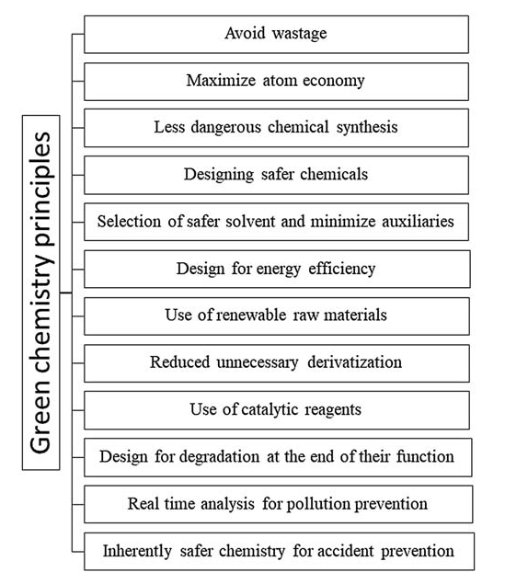 Green chemistry principles
Avoid wastage
Maximize atom economy
Less dangerous chemical synthesis
Designing safer chemicals
Selection of safer solvent and minimize auxiliaries
Design for energy efficiency
Use of renewable raw materials
Reduced unnecessary derivatization
Use of catalytic reagents
Design for degradation at the end of their function
Real time analysis for pollution prevention
Inherently safer chemistry for accident prevention